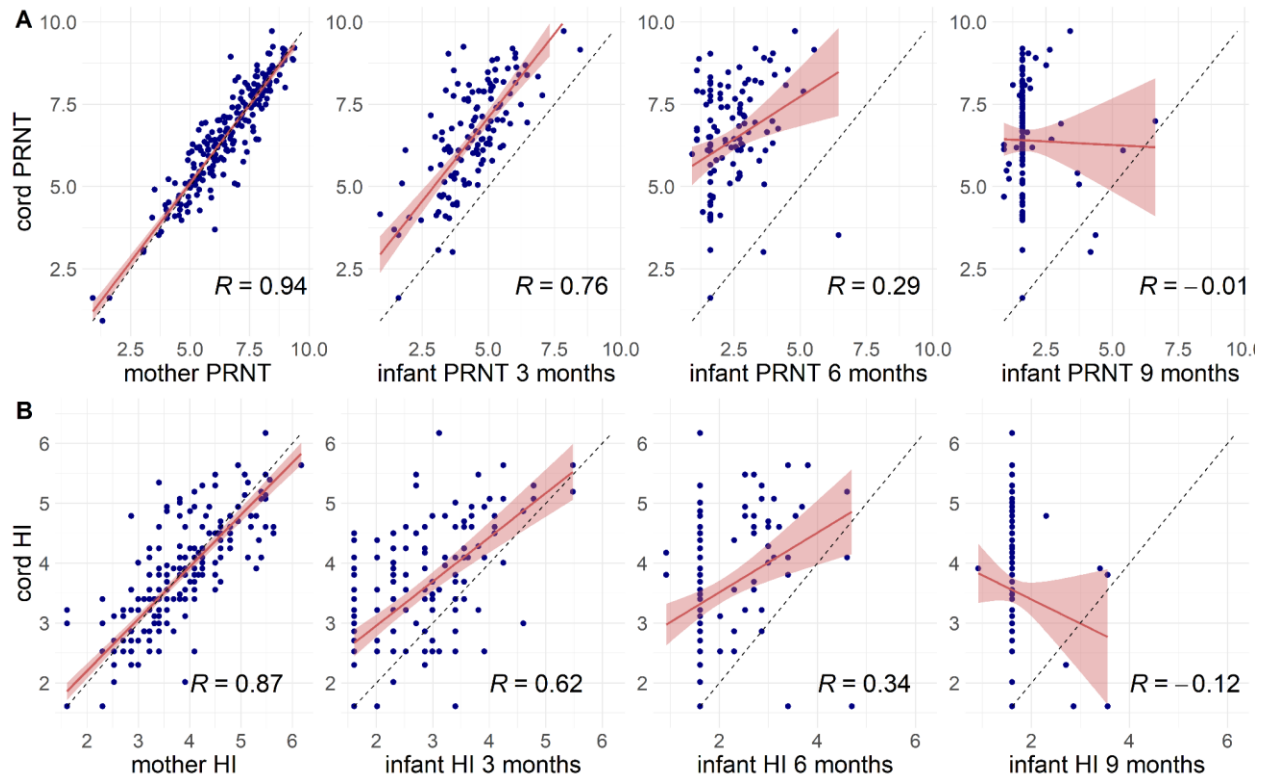 A
cord PRNT
10.0
7.5
5.0
2.5
R = 0.94
2.5 5.0 7.5 10.0
mother PRNT
10.0
7.5
5.0
2.5
R = 0.76
2.5 5.0 7.5 10.0
infant PRNT 3 months
10.0
7.5
5.0
2.5
R = 0.29
2.5 5.0 7.5 10.0
infant PRNT 6 months
10.0
7.5
5.0
2.5
R = −0.01
2.5 5.0 7.5 10.0
infant PRNT 9 months
B
cord HI
6
5
4
3
2
R = 0.87
2 3 4 5 6
mother HI
6
5
4
3
2
R = 0.62
2 3 4 5 6
infant HI 3 months
6
5
4
3
2
R = 0.34
2 4 6
infant HI 6 months
6
5
4
3
2
R = −0.12
2 4 6
infant HI 9 months